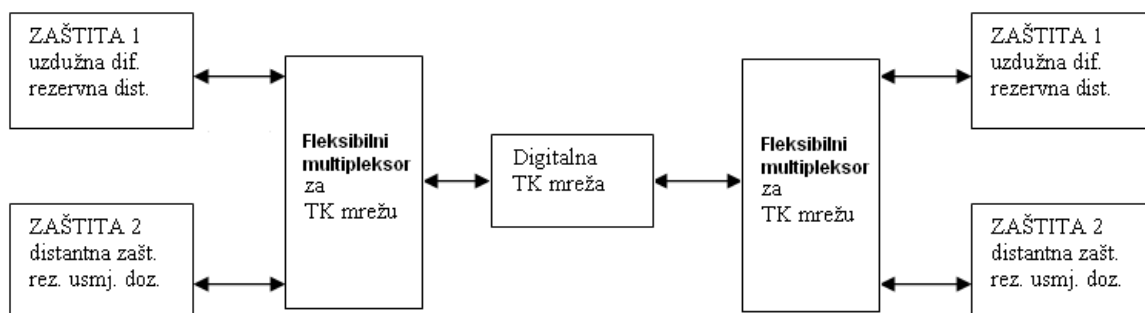 ZAŠTITA 1
uzdužna dif.
rezervna dist.
ZAŠTITA 2
distantna zašt.
rez. usmj. doz.
Fleksibilni
multipleksor
za
TK mrežu
Digitalna
TK mreža
Fleksibilni
multipleksor
za
TK mrežu
ZAŠTITA 1
uzdužna dif.
rezervna dist.
ZAŠTITA 2
distantna zašt.
rez. usmj. doz.